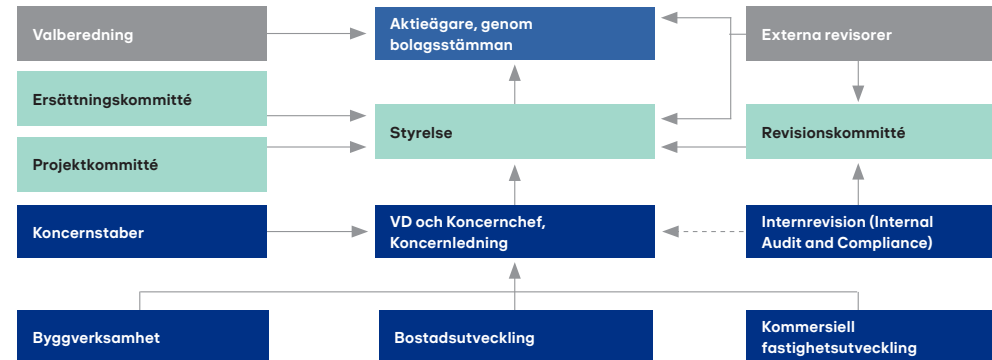 Valberedning
Aktieägare, genom
bolagsstämman
Externa revisorer
Ersättningskommitté
Styrelse
Revisionskommitté
Projektkommitté
Koncernstaber
VD och Koncernchef,
Koncernledning
Internrevision (Internal
Audit and Compliance)
Byggverksamhet
Bostadsutveckling
Kommersiell
fastighetsutveckling